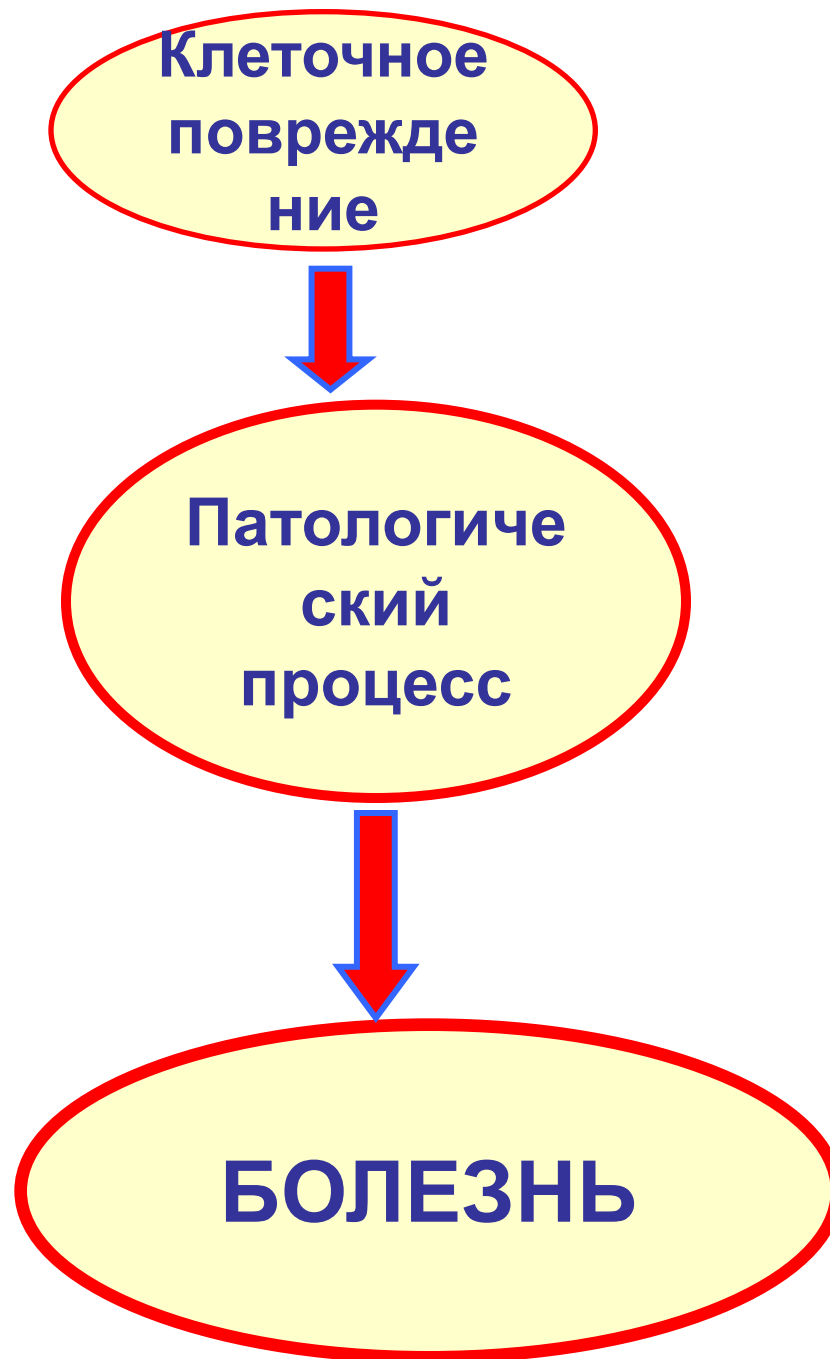 Клеточное
поврежде
ние
Патологиче
ский
процесс
БОЛЕЗНЬ